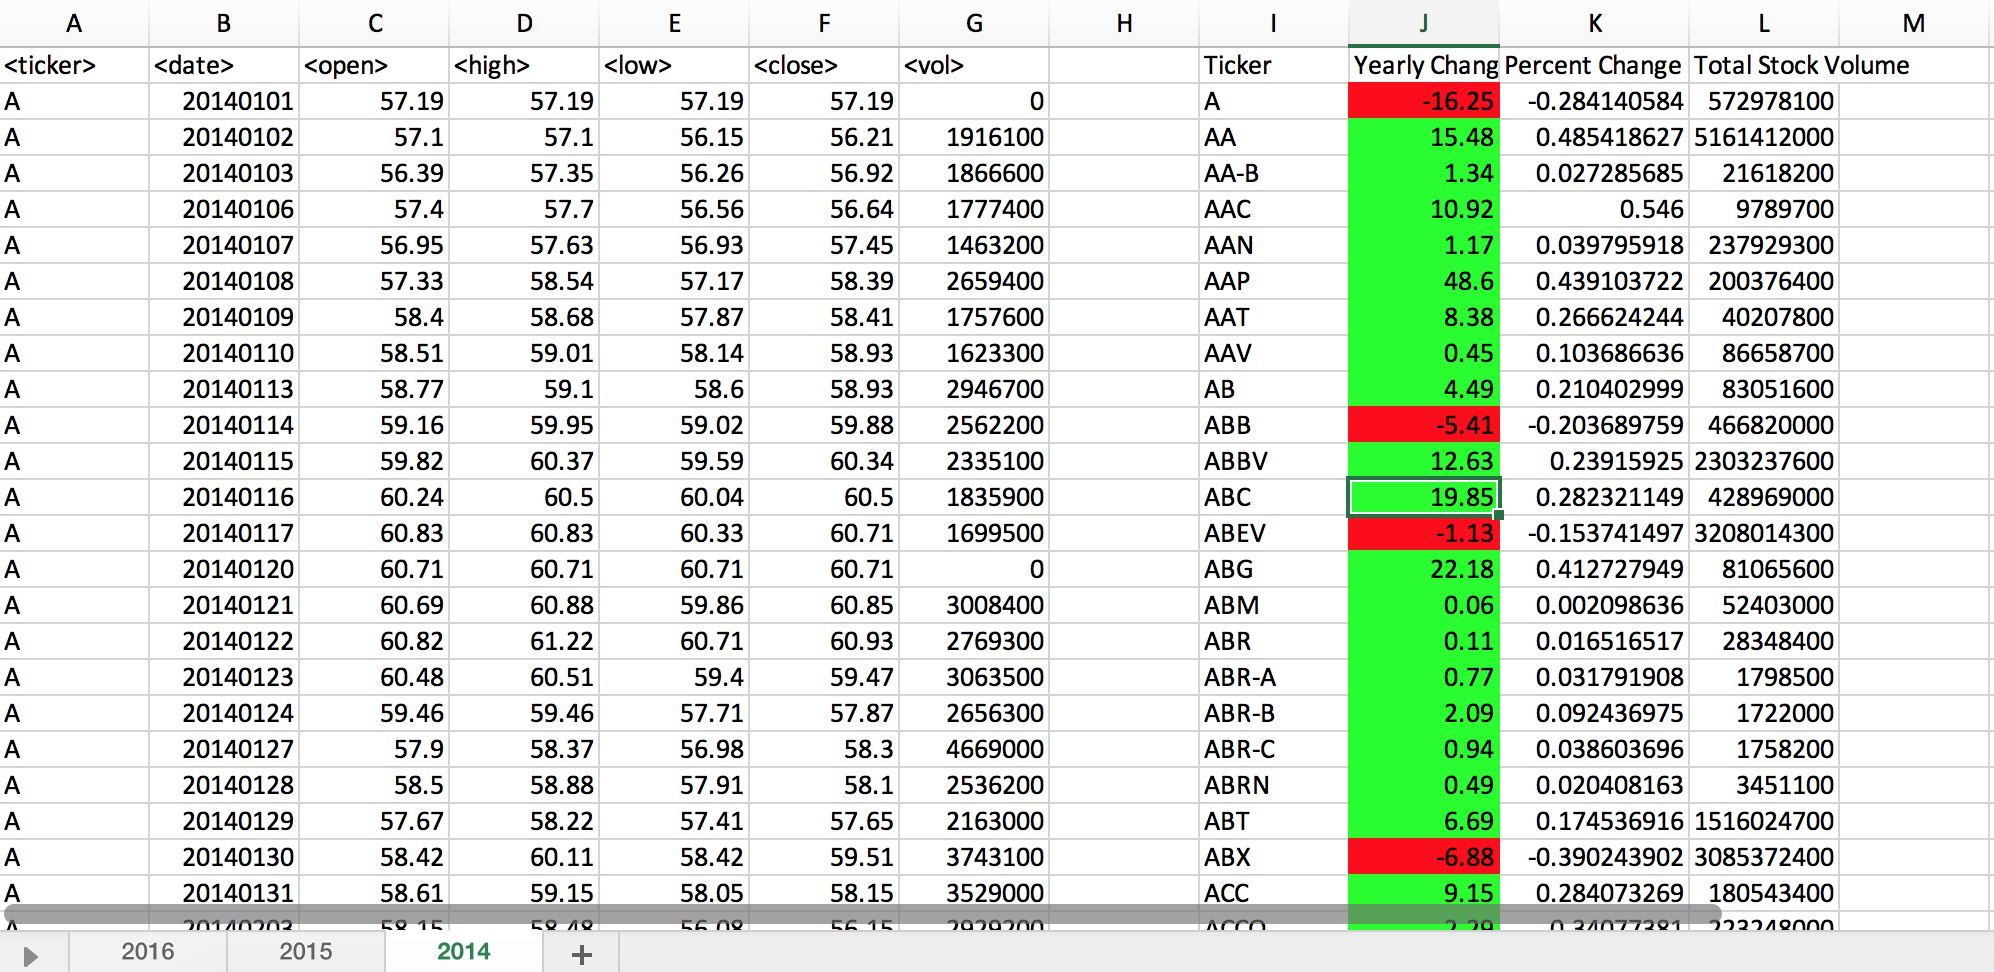 A B C D E F G H I J K L M
<ticker> <date> <open> <high> <low> <close> <vol> Ticker Yearly Chang Percent Change Total Stock Volume
A 20140101 57.19 57.19 57.19 57.19 0 A -16.25 -0.284140584 572978100
A 20140102 57.1 57.1 56.15 56.21 1916100 AA 15.48 0.485418627 5161412000
A 20140103 56.39 57.35 56.26 56.92 1866600 AA-B 1.34 0.027285685 21618200
A 20140106 57.4 57.7 56.56 56.64 1777400 AAC 10.92 0.546 9789700
A 20140107 56.95 57.63 56.93 57.45 1463200 AAN 1.17 0.039795918 237929300
A 20140108 57.33 58.54 57.17 58.39 2659400 AAP 48.6 0.439103722 200376400
A 20140109 58.4 58.68 57.87 58.41 1757600 AAT 8.38 0.266624244 40207800
A 20140110 58.51 59.01 58.14 58.93 1623300 AAV 0.45 0.103686636 86658700
A 20140113 58.77 59.1 58.6 58.93 2946700 AB 4.49 0.210402999 83051600
A 20140114 59.16 59.95 59.02 59.88 2562200 ABB -5.41 -0.203689759 466820000
A 20140115 59.82 60.37 59.59 60.34 2335100 ABBV 12.63 0.23915925 2303237600
A 20140116 60.24 60.5 60.04 60.5 1835900 ABC 19.85 0.282321149 428969000
A 20140117 60.83 60.83 60.33 60.71 1699500 ABEV -1.13 -0.153741497 3208014300
A 20140120 60.71 60.71 60.71 60.71 0 ABG 22.18 0.412727949 81065600
A 20140121 60.69 60.88 59.86 60.85 3008400 ABM 0.06 0.002098636 52403000
A 20140122 60.82 61.22 60.71 60.93 2769300 ABR 0.11 0.016516517 28348400
A 20140123 60.48 60.51 59.4 59.47 3063500 ABR-A 0.77 0.031791908 1798500
A 20140124 59.46 59.46 57.71 57.87 2656300 ABR-B 2.09 0.092436975 1722000
A 20140127 57.9 58.37 56.98 58.3 4669000 ABR-C 0.94 0.038603696 1758200
A 20140128 58.5 58.88 57.91 58.1 2536200 ABRN 0.49 0.020408163 3451100
A 20140129 57.67 58.22 57.41 57.65 2163000 ABT 6.69 0.174536916 1516024700
A 20140130 58.42 60.11 58.42 59.51 3743100 ABX -6.88 -0.390243902 3085372400
A 20140131 58.61 59.15 58.05 58.15 3529000 ACC 9.15 0.284073269 180543400
2016 2015 2014 +